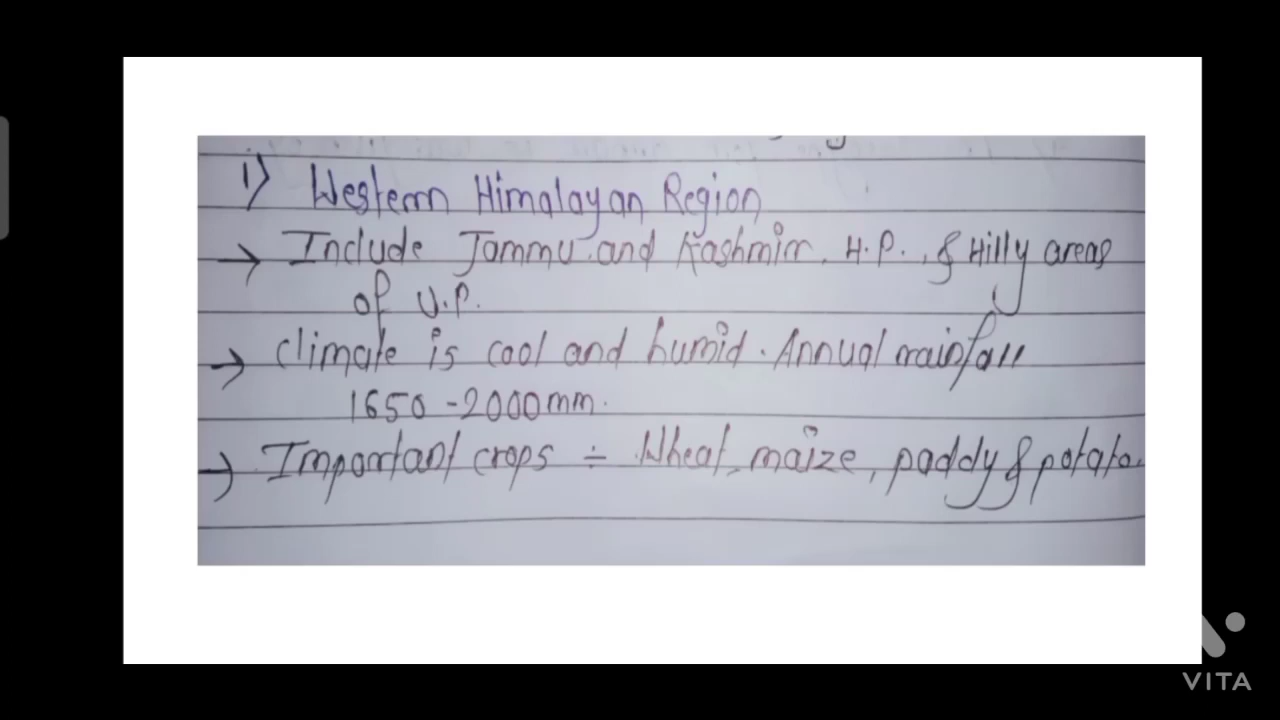 i) Western Himalayan Region
→ Include Jammu and Kashmir, H.P., & Hilly areas
of U.P.
→ Climate is cool and humid. Annual rainfall
1650-2000mm.
→ Important crops ÷ Wheat, maize, paddy & potato.
VITA